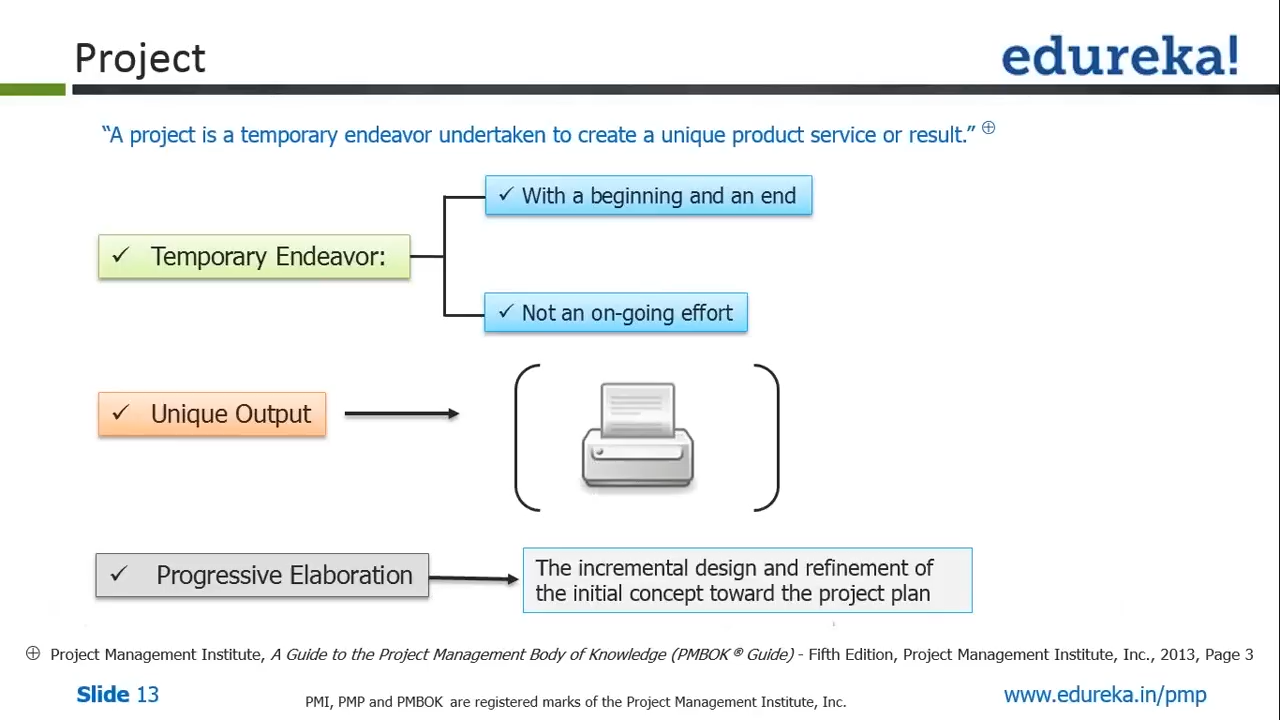 Project
edureka!
“A project is a temporary endeavor undertaken to create a unique product service or result.” ⊕
✓ With a beginning and an end
✓ Temporary Endeavor:
✓ Not an on-going effort
✓ Unique Output
✓ Progressive Elaboration
The incremental design and refinement of
the initial concept toward the project plan
⊕ Project Management Institute, A Guide to the Project Management Body of Knowledge (PMBOK ® Guide) - Fifth Edition, Project Management Institute, Inc., 2013, Page 3
Slide 13
PMI, PMP and PMBOK are registered marks of the Project Management Institute, Inc.
www.edureka.in/pmp